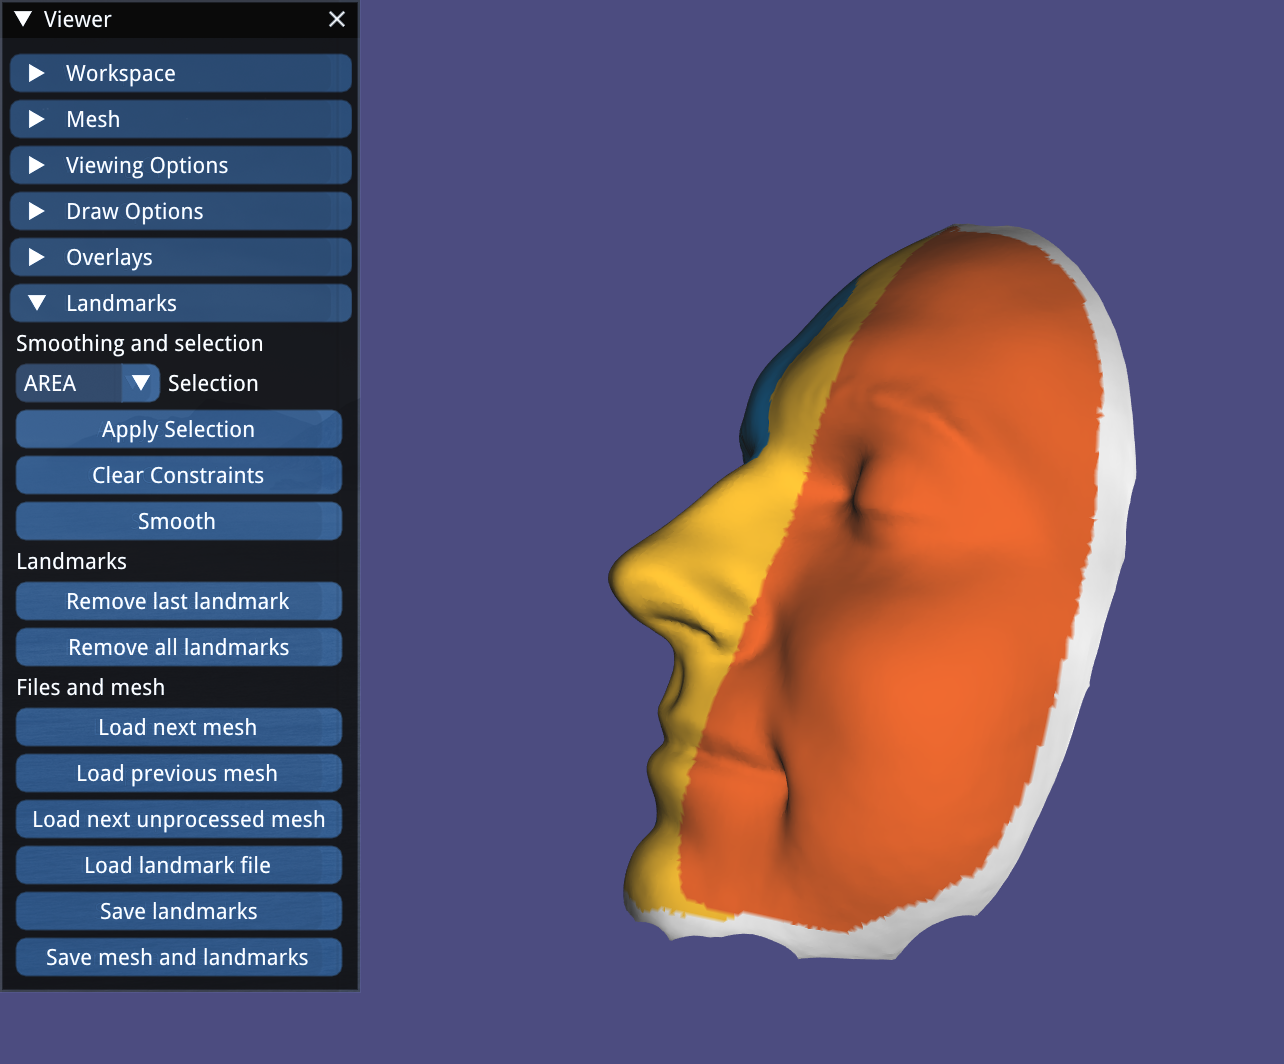 Viewer
Workspace
Mesh
Viewing Options
Draw Options
Overlays
Landmarks
Smoothing and selection
AREA Selection
Apply Selection
Clear Constraints
Smooth
Landmarks
Remove last landmark
Remove all landmarks
Files and mesh
Load next mesh
Load previous mesh
Load next unprocessed mesh
Load landmark file
Save landmarks
Save mesh and landmarks